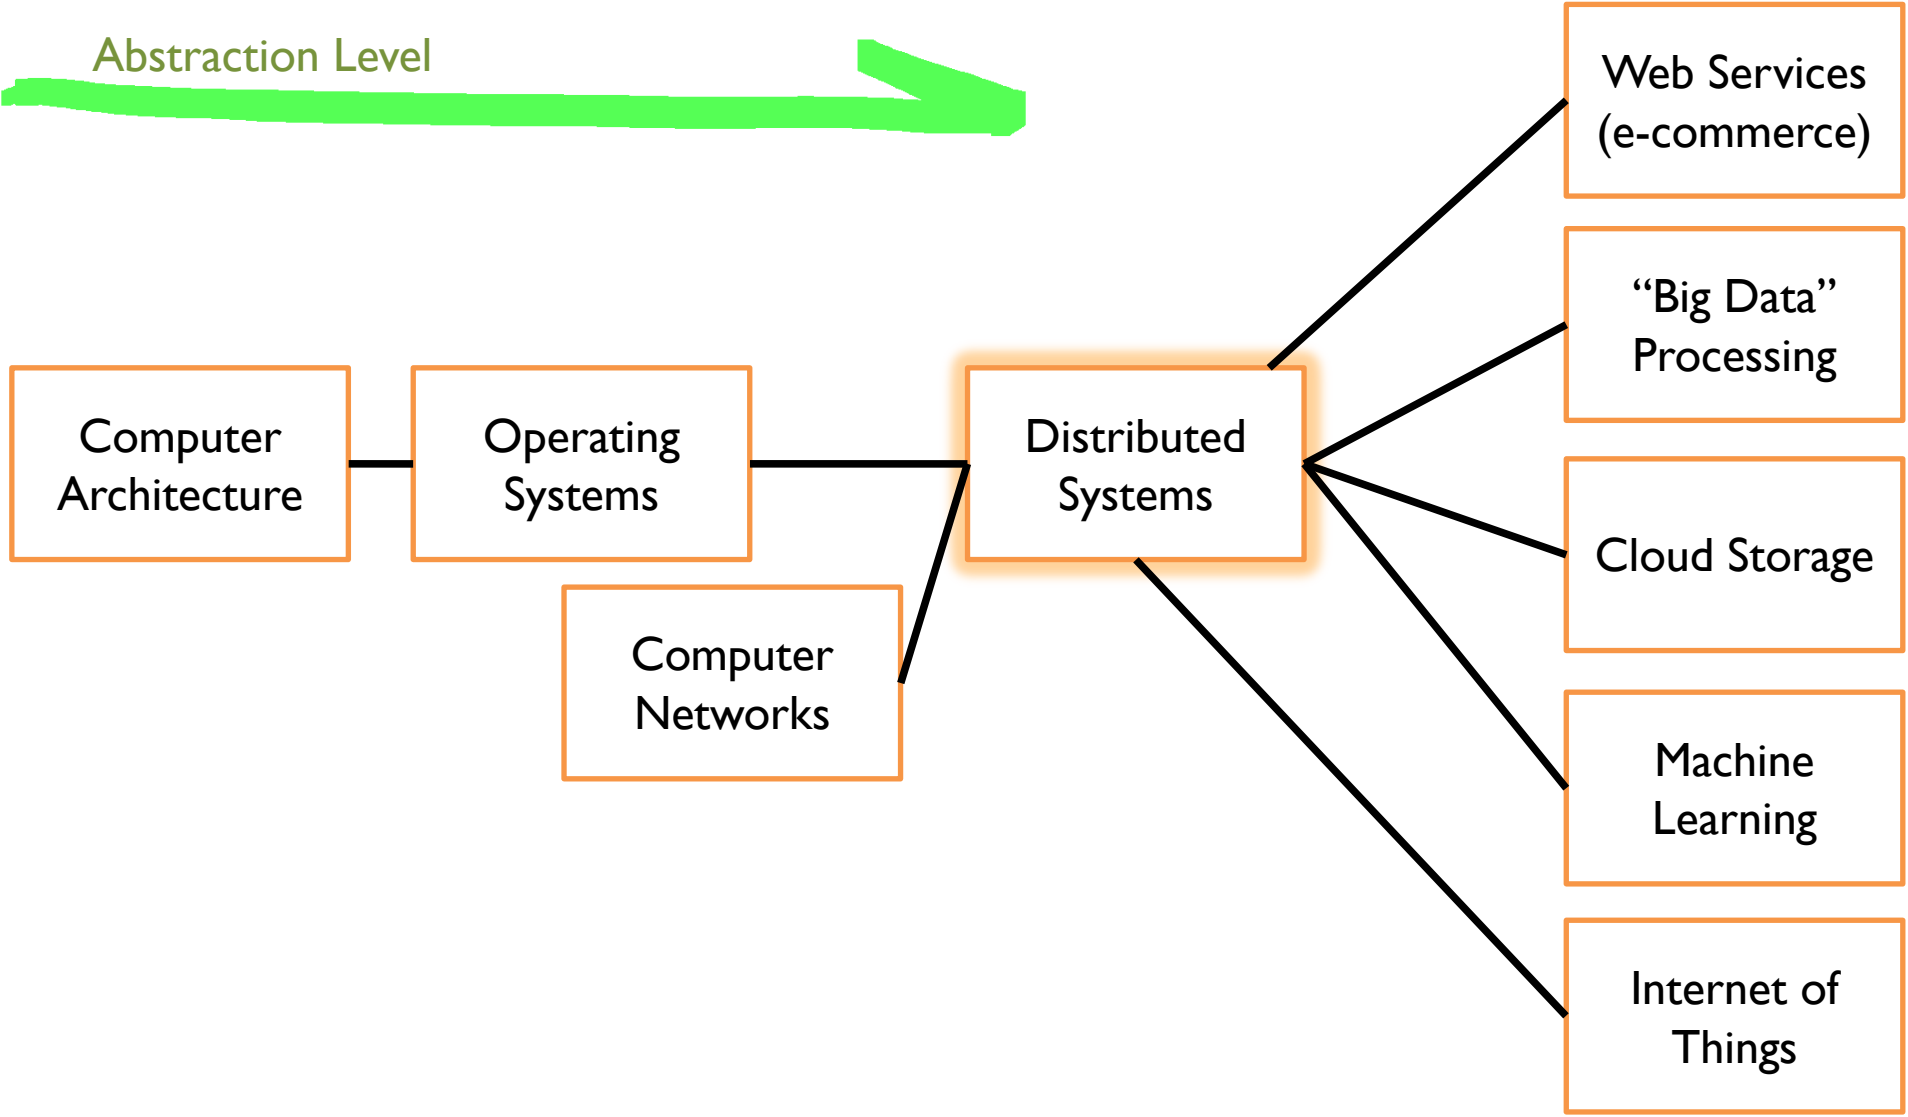 Abstraction Level
Computer
Architecture
Operating
Systems
Computer
Networks
Distributed
Systems
Web Services
(e-commerce)
“Big Data”
Processing
Cloud Storage
Machine
Learning
Internet of
Things